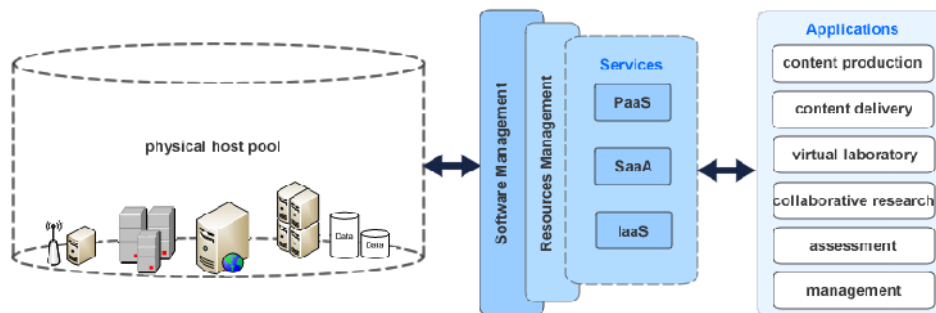 physical host pool
Data
Data
Software Management
Resources Management
Services
PaaS
SaaA
IaaS
Applications
content production
content delivery
virtual laboratory
collaborative research
assessment
management